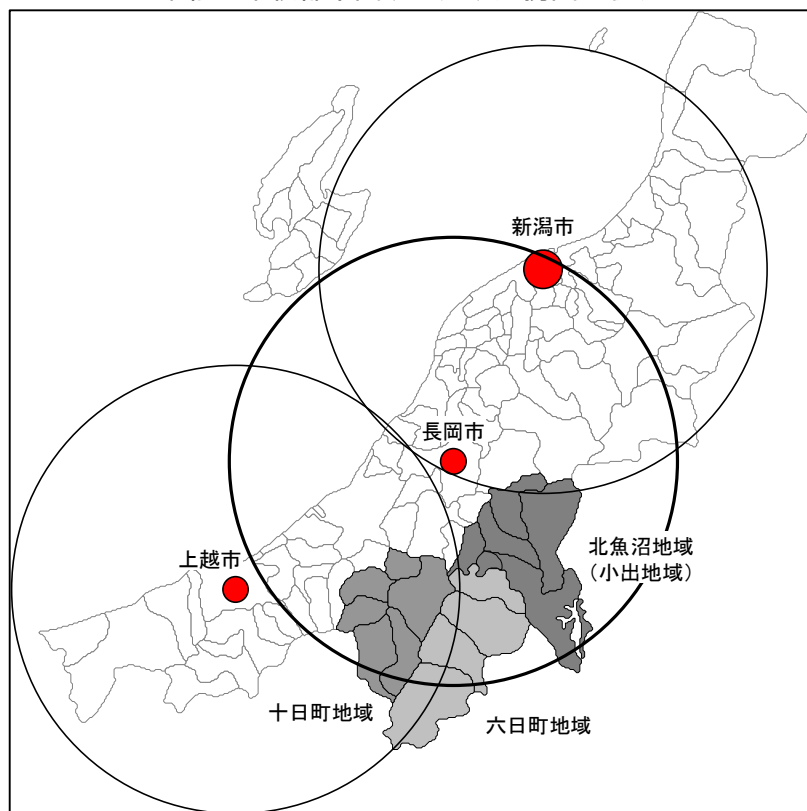 新潟市
長岡市
上越市
北魚沼地域
（小出地域）
十日町地域
六日町地域